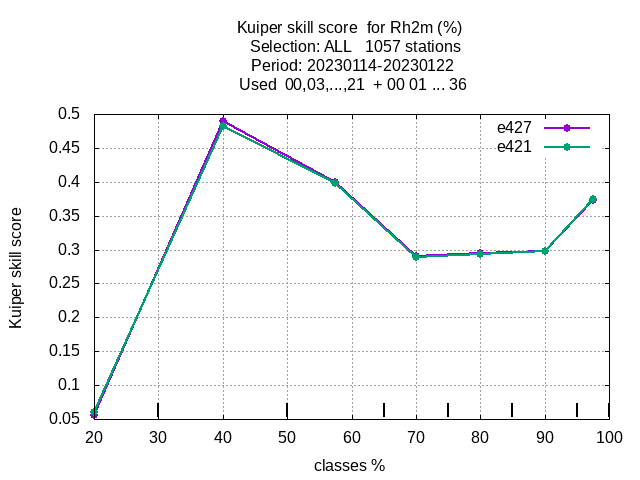 Kuiper skill score  for Rh2m (%)
Selection: ALL   1057 stations
Period: 20230114-20230122
Used  00,03,...,21  + 00 01 ... 36
e427
e421
0.5
0.45
0.4
0.35
0.3
0.25
0.2
0.15
0.1
0.05
Kuiper skill score
20 30 40 50 60 70 80 90 100
classes %